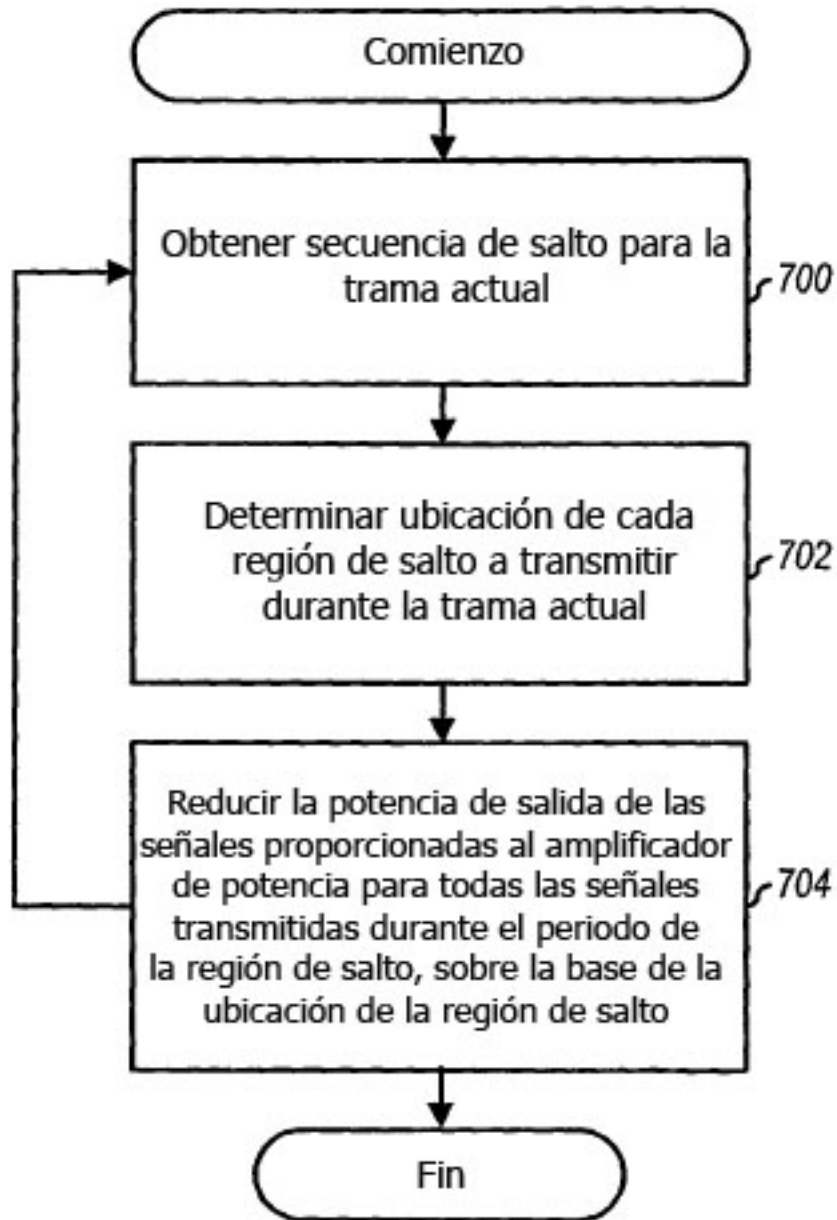 Comienzo
Obtener secuencia de salto para la
trama actual
700
Determinar ubicación de cada
región de salto a transmitir
durante la trama actual
702
Reducir la potencia de salida de las
señales proporcionadas al amplificador
de potencia para todas las señales
transmitidas durante el periodo de
la región de salto, sobre la base de la
ubicación de la región de salto
704
Fin